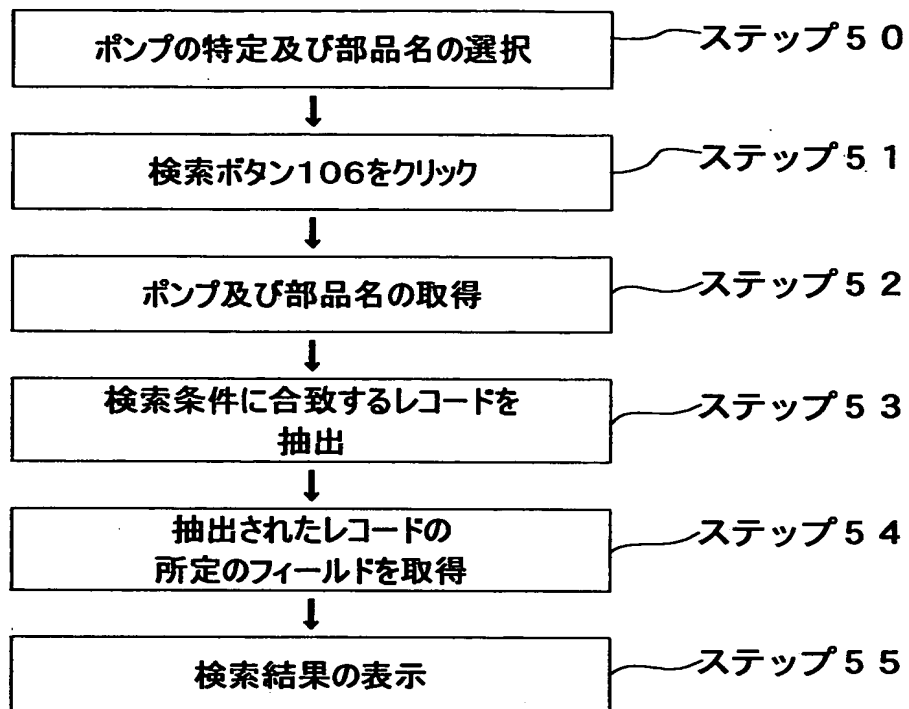 ポンプの特定及び部品名の選択
ステップ５０
検索ボタン106をクリック
ステップ５１
ポンプ及び部品名の取得
ステップ５２
検索条件に合致するレコードを
抽出
ステップ５３
抽出されたレコードの
所定のフィールドを取得
ステップ５４
検索結果の表示
ステップ５５